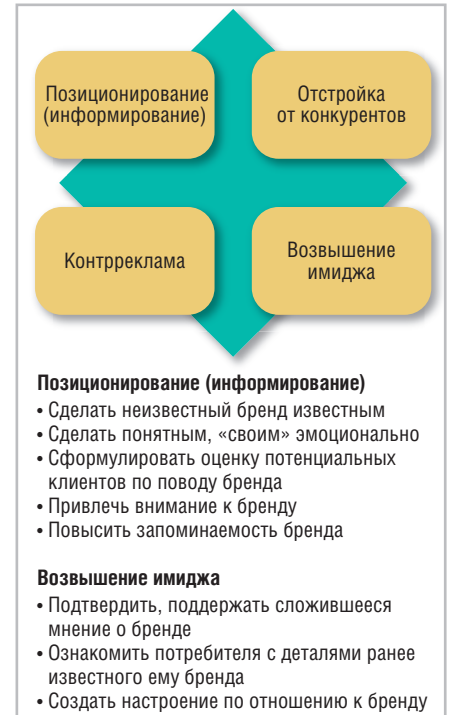 Позиционирование
(информирование)
Отстройка
от конкурентов
Контрреклама
Возвышение
имиджа
Позиционирование (информирование)
• Сделать неизвестный бренд известным
• Сделать понятным, «своим» эмоционально
• Сформулировать оценку потенциальных
клиентов по поводу бренда
• Привлечь внимание к бренду
• Повысить запоминаемость бренда
Возвышение имиджа
• Подтвердить, поддержать сложившееся
мнение о бренде
• Ознакомить потребителя с деталями ранее
известного ему бренда
• Создать настроение по отношению к бренду